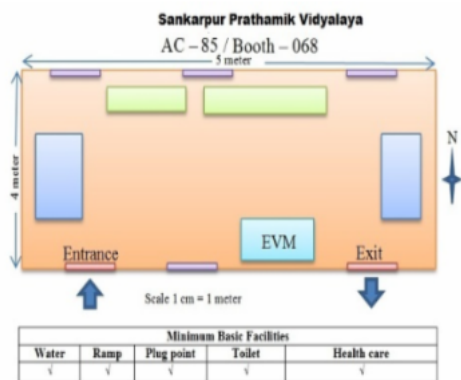 Sankarpur Prathamik Vidyalaya
AC – 85 / Booth – 068
5 meter
4 meter
N
EVM
Entrance
Exit
Scale 1 cm = 1 meter
Minimum Basic Facilities
Water Ramp Plug point Toilet Health care
√ √ √ √ √